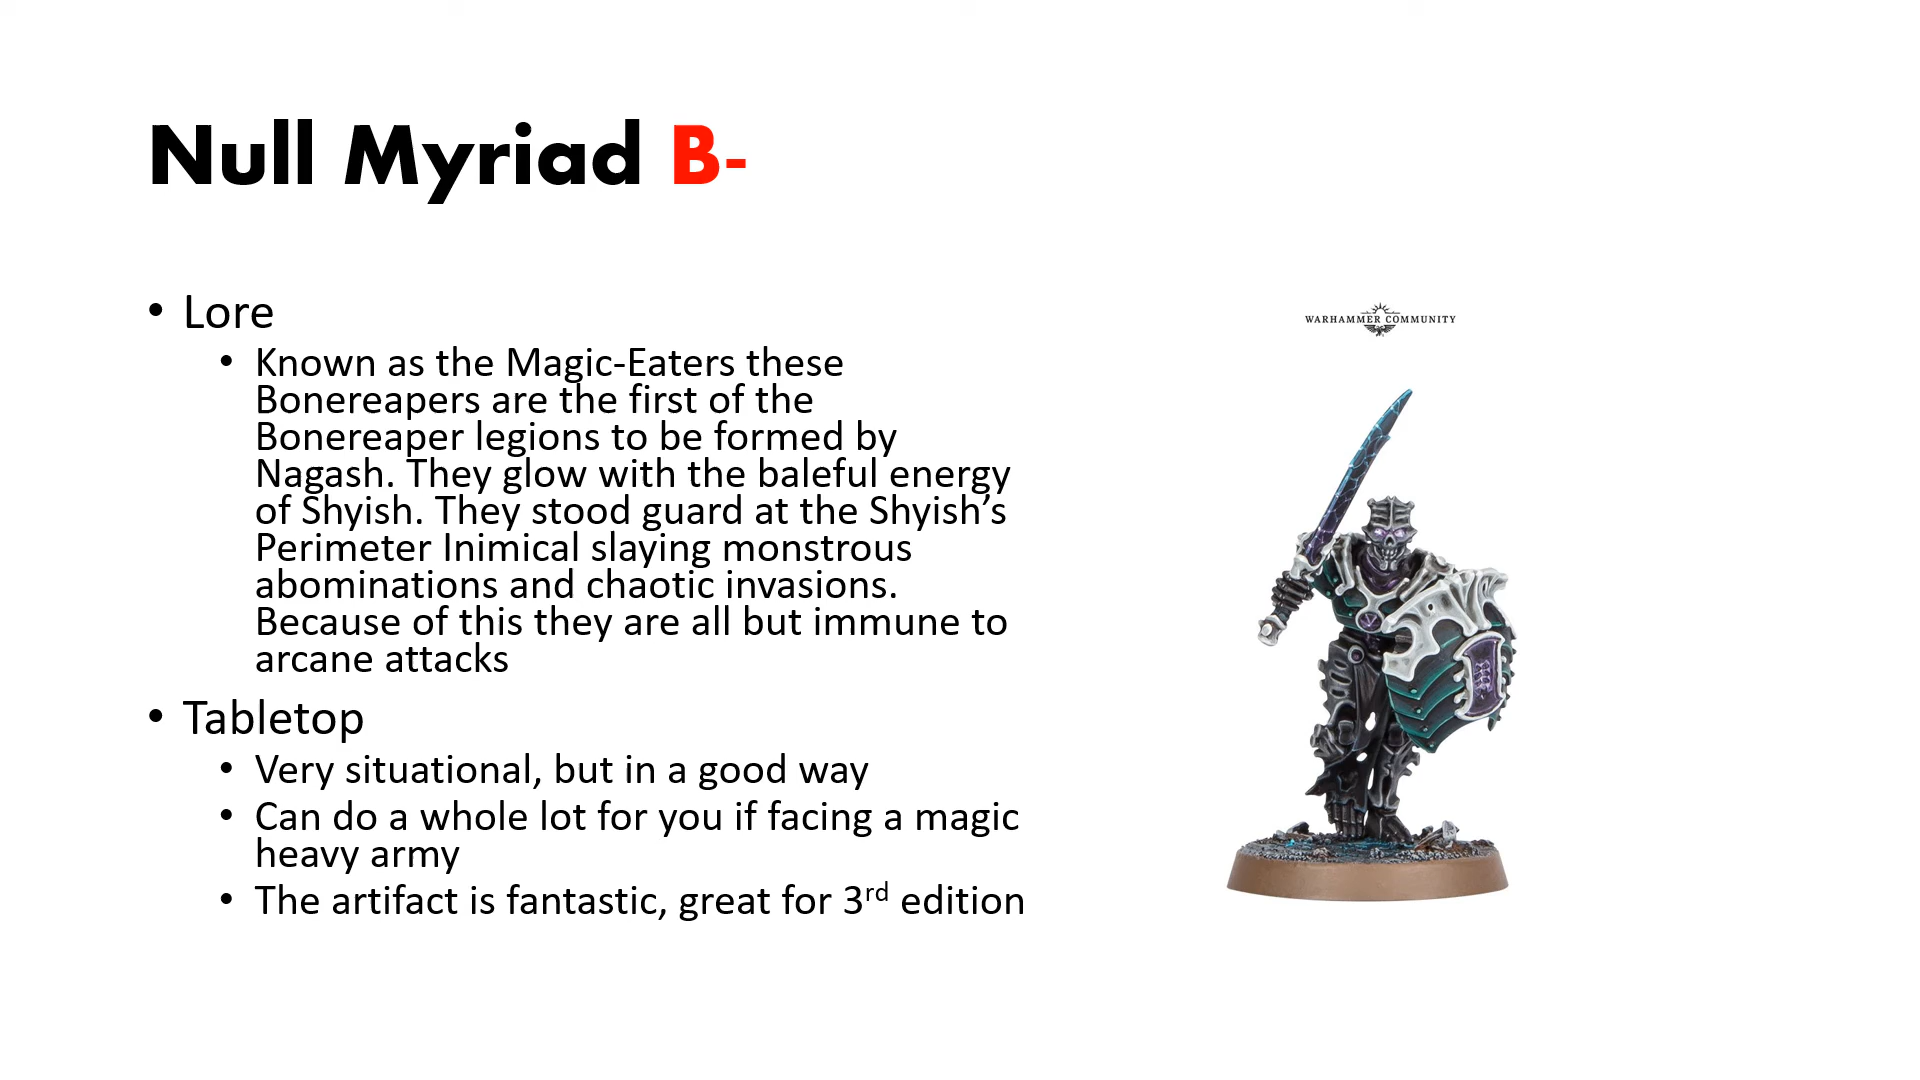 Null Myriad B-
• Lore
• Known as the Magic-Eaters these
Bonereapers are the first of the
Bonereaper legions to be formed by
Nagash. They glow with the baleful energy
of Shyish. They stood guard at the Shyish’s
Perimeter Inimical slaying monstrous
abominations and chaotic invasions.
Because of this they are all but immune to
arcane attacks
• Tabletop
• Very situational, but in a good way
• Can do a whole lot for you if facing a magic
heavy army
• The artifact is fantastic, great for 3rd edition
WARHAMMER COMMUNITY